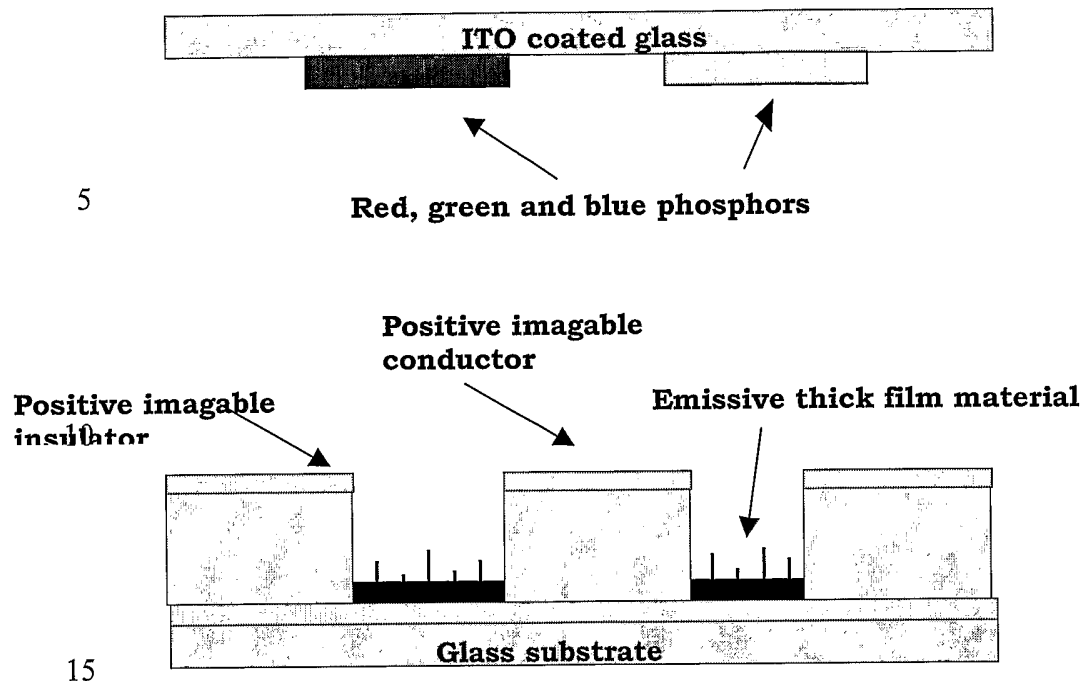 ITO coated glass
5
Red, green and blue phosphors
Positive imagable
conductor
Emissive thick film material
Positive imagable
insulator
10
Glass substrate
15